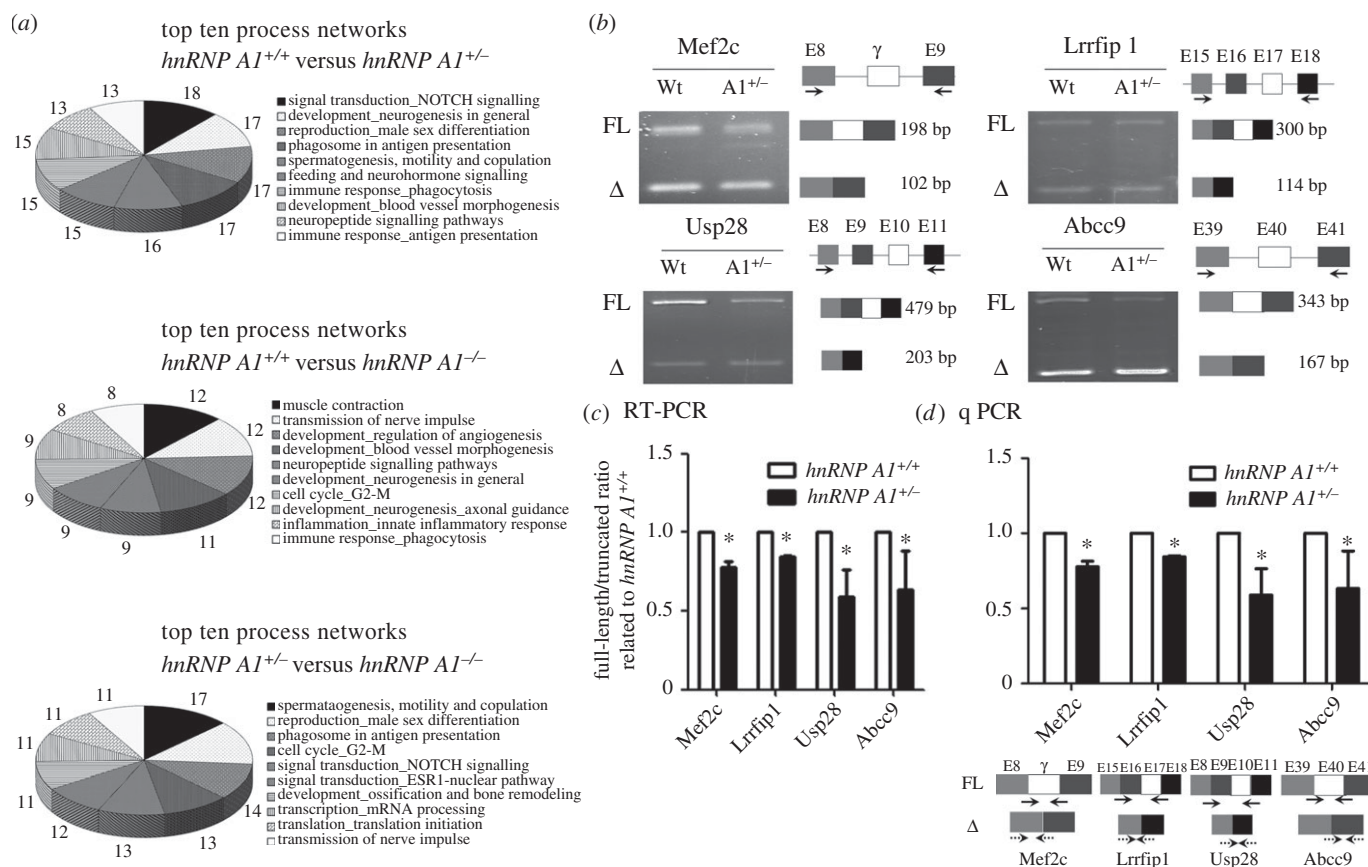 (a)
top ten process networks
hnRNP A1+/+ versus hnRNP A1+/–
13
18
13
17
15
17
15
17
15
16
signal transduction_NOTCH signalling
development_neurogenesis in general
reproduction_male sex differentiation
phagosome in antigen presentation
spermatogenesis, motility and copulation
feeding and neurohormone signalling
immune response_phagocytosis
development_blood vessel morphogenesis
neuropeptide signalling pathways
immune response_antigen presentation
top ten process networks
hnRNP A1+/+ versus hnRNP A1–/–
8
12
8
12
9
12
9
11
9
9
muscle contraction
transmission of nerve impulse
development_regulation of angiogenesis
development_blood vessel morphogenesis
neuropeptide signalling pathways
development_neurogenesis in general
cell cycle_G2-M
development_neurogenesis_axonal guidance
inflammation_innate inflammatory response
immune response_phagocytosis
top ten process networks
hnRNP A1+/– versus hnRNP A1–/–
11
17
11
11
14
11
13
12
13
spermataogenesis, motility and copulation
reproduction_male sex differentiation
phagosome in antigen presentation
cell cycle_G2-M
signal transduction_NOTCH signalling
signal transduction_ESR1-nuclear pathway
development_ossification and bone remodeling
transcription_mRNA processing
translation_translation initiation
transmission of nerve impulse
(b)
Mef2c
Wt A1+/–
FL
Δ
E8 γ E9
198 bp
102 bp
Lrrfip 1
Wt A1+/–
FL
Δ
E15 E16 E17 E18
300 bp
114 bp
Usp28
Wt A1+/–
FL
Δ
E8 E9 E10 E11
479 bp
203 bp
Abcc9
Wt A1+/–
FL
Δ
E39 E40 E41
343 bp
167 bp
(c) RT-PCR
full-length/truncated ratio
related to hnRNP A1+/+
1.5
1.0
0.5
0
hnRNP A1+/+
hnRNP A1+/–
* * * *
Mef2c Lrrfip1 Usp28 Abcc9
(d) q PCR
1.5
1.0
0.5
0
hnRNP A1+/+
hnRNP A1+/–
* * * *
Mef2c Lrrfip1 Usp28 Abcc9
E8 γ E9 E15 E16 E17E18 E8 E9E10 E11 E39 E40 E4
FL
Δ
Mef2c Lrrfip1 Usp28 Abcc9